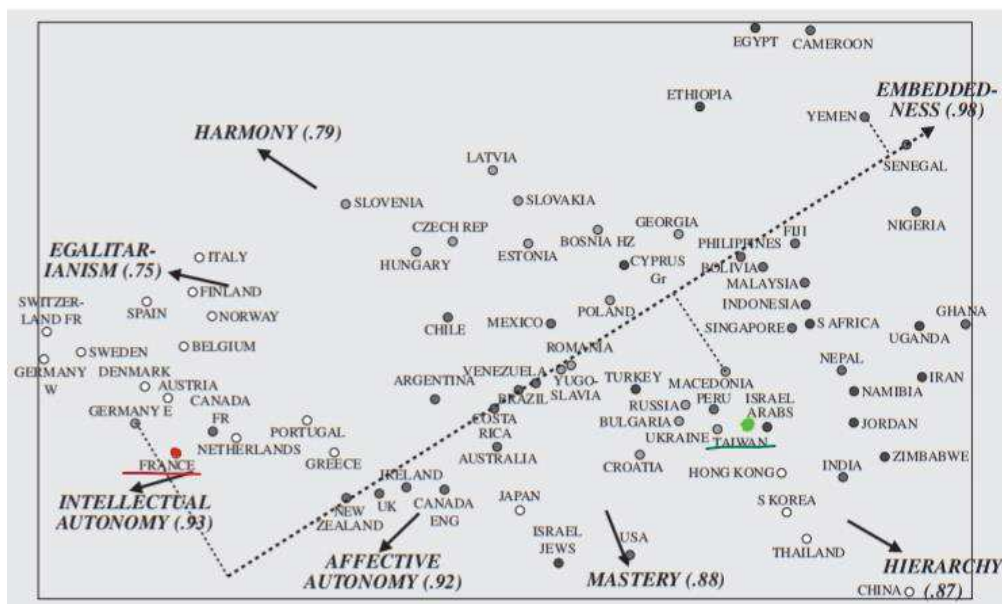 EGYPT
CAMEROON
ETHIOPIA
EMBEDDED-
NESS (.98)
YEMEN
SENEGAL
HARMONY (.79)
LATVIA
SLOVENIA
SLOVAKIA
NIGERIA
CZECH REP
HUNGARY
ESTONIA
BOSNIA HZ
GEORGIA
FIJI
PHILIPPINES
EGALITAR-
IANISM (.75)
ITALY
CYPRUS
Gr
BOLIVIA
MALAYSIA
FINLAND
SPAIN
NORWAY
POLAND
INDONESIA
SWITZER-
LAND FR
CHILE
MEXICO
SINGAPORE
S AFRICA
GHANA
UGANDA
SWEDEN
BELGIUM
ROMANIA
GERMANY
W
DENMARK
AUSTRIA
ARGENTINA
VENEZUELA
YUGO-
SLAVIA
BRAZIL
TURKEY
MACEDONIA
NEPAL
IRAN
NAMIBIA
CANADA
FR
GERMANY E
COSTA
RICA
RUSSIA
PERU
ISRAEL
ARABS
BULGARIA
UKRAINE
TAIWAN
JORDAN
PORTUGAL
NETHERLANDS
GREECE
AUSTRALIA
CROATIA
HONG KONG
INDIA
ZIMBABWE
FRANCE
INTELLECTUAL
AUTONOMY (.93)
NEW
ZEALAND
UK
IRELAND
CANADA
ENG
JAPAN
S KOREA
AFFECTIVE
AUTONOMY (.92)
ISRAEL
JEWS
USA
MASTERY (.88)
THAILAND
HIERARCHY
(.87)
CHINA